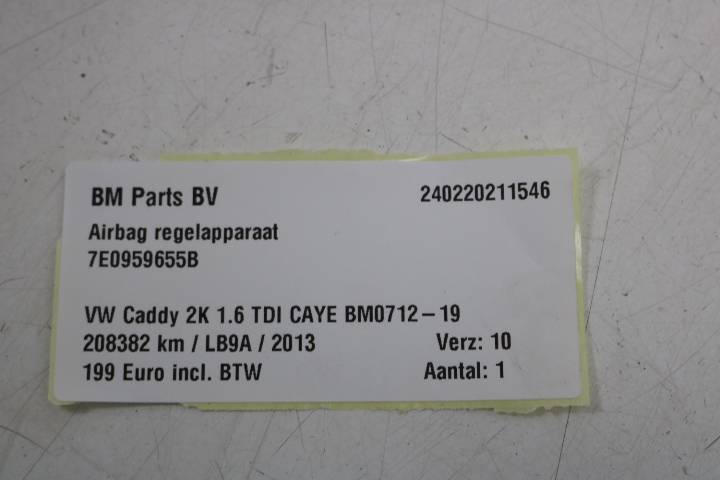 BM Parts BV 240220211546
Airbag regelapparaat
7E0959655B
VW Caddy 2K 1.6 TDI CAYE BM0712-19
208382 km / LB9A / 2013 Verz: 10
199 Euro incl. BTW Aantal: 1